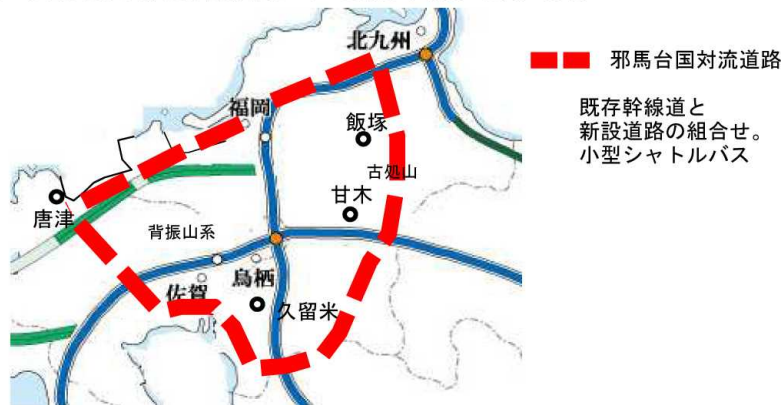 北九州
邪馬台国対流道路
福岡
既存幹線道と
新設道路の組合せ。
小型シャトルバス
飯塚
古処山
甘木
唐津
背振山系
鳥栖
佐賀
久留米